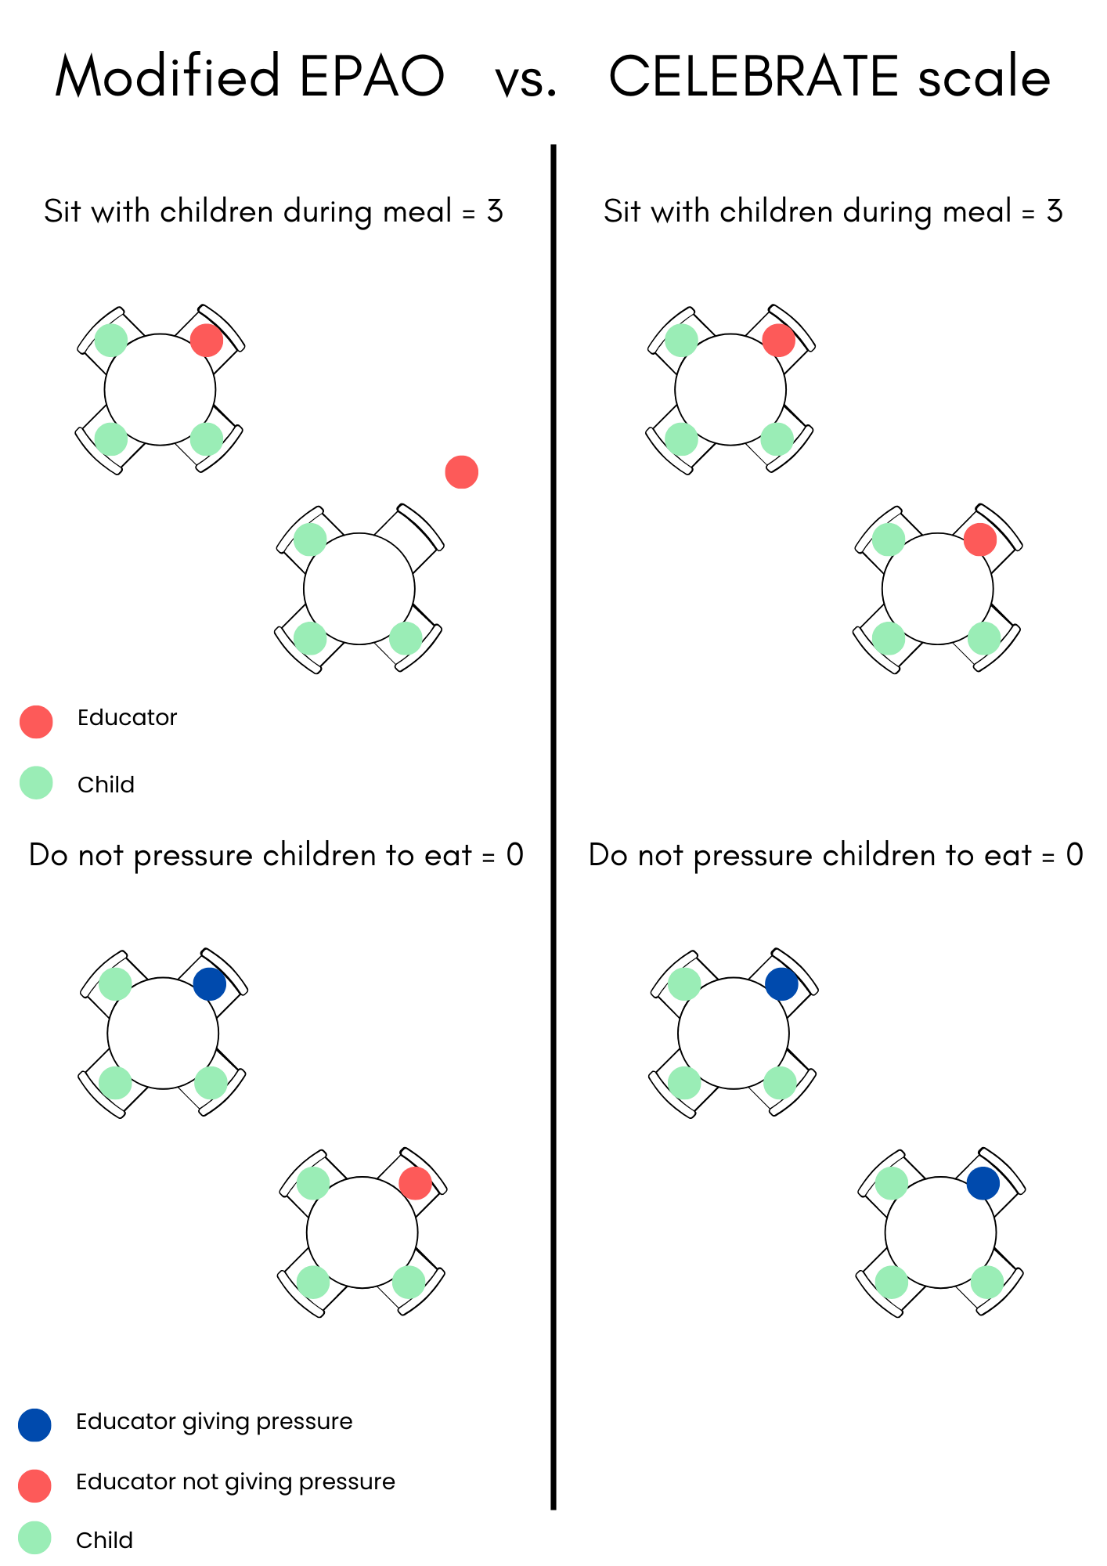 Modified EPAO vs. CELEBRATE scale
Sit with children during meal = 3
Sit with children during meal = 3
Educator
Child
Do not pressure children to eat = 0
Do not pressure children to eat = 0
Educator giving pressure
Educator not giving pressure
Child